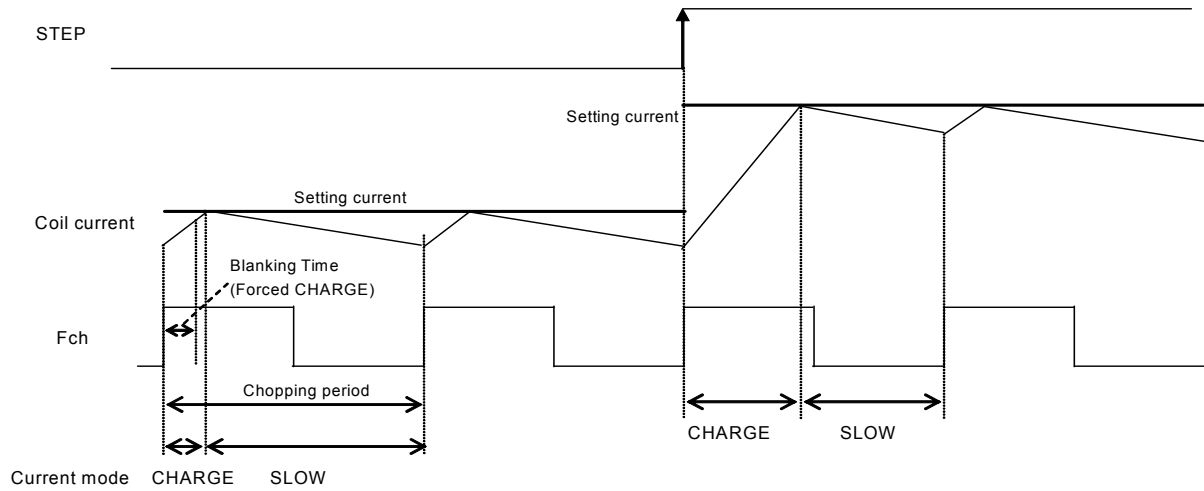 STEP
Setting current
Setting current
Coil current
Blanking Time
(Forced CHARGE)
Fch
Chopping period
CHARGE SLOW
Current mode CHARGE SLOW